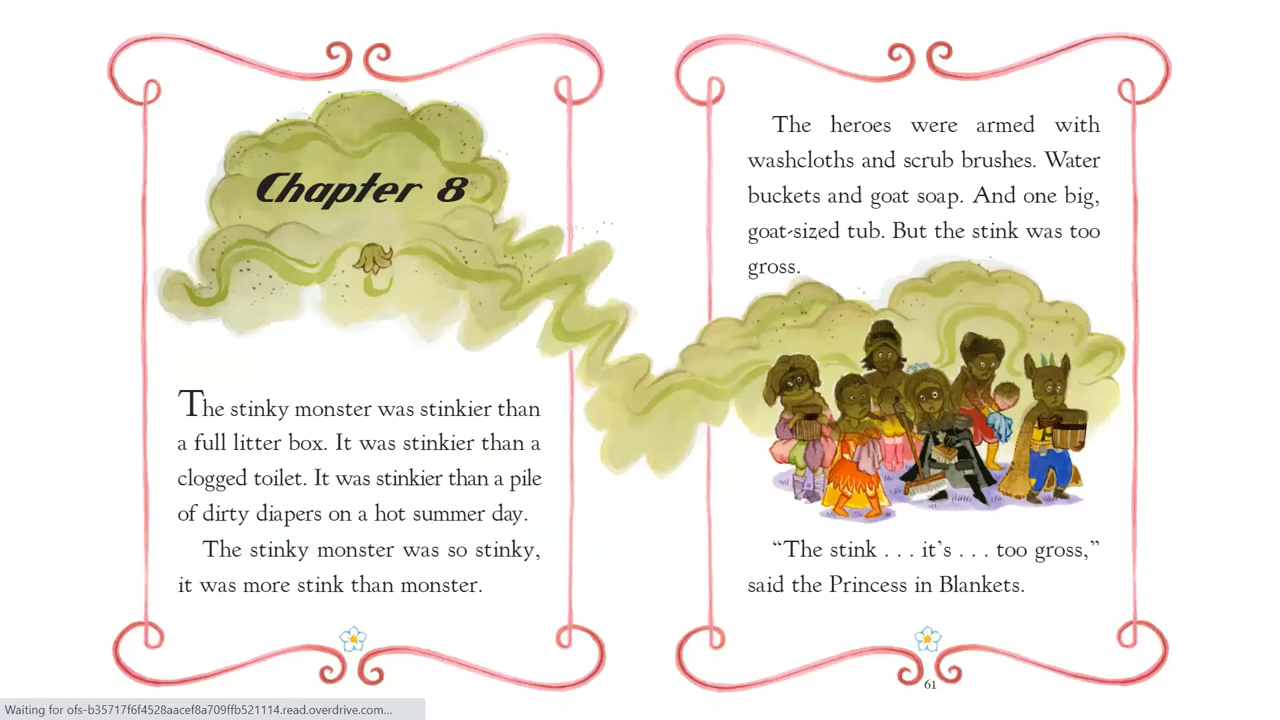 Chapter 8
The stinky monster was stinkier than
a full litter box. It was stinkier than a
clogged toilet. It was stinkier than a pile
of dirty diapers on a hot summer day.
The stinky monster was so stinky,
it was more stink than monster.
The heroes were armed with
washcloths and scrub brushes. Water
buckets and goat soap. And one big,
goat-sized tub. But the stink was too
gross.
“The stink . . . it’s . . . too gross,”
said the Princess in Blankets.
61
Waiting for ofs-b35717f6f4528aacef8a709ffb521114.read.overdrive.com...